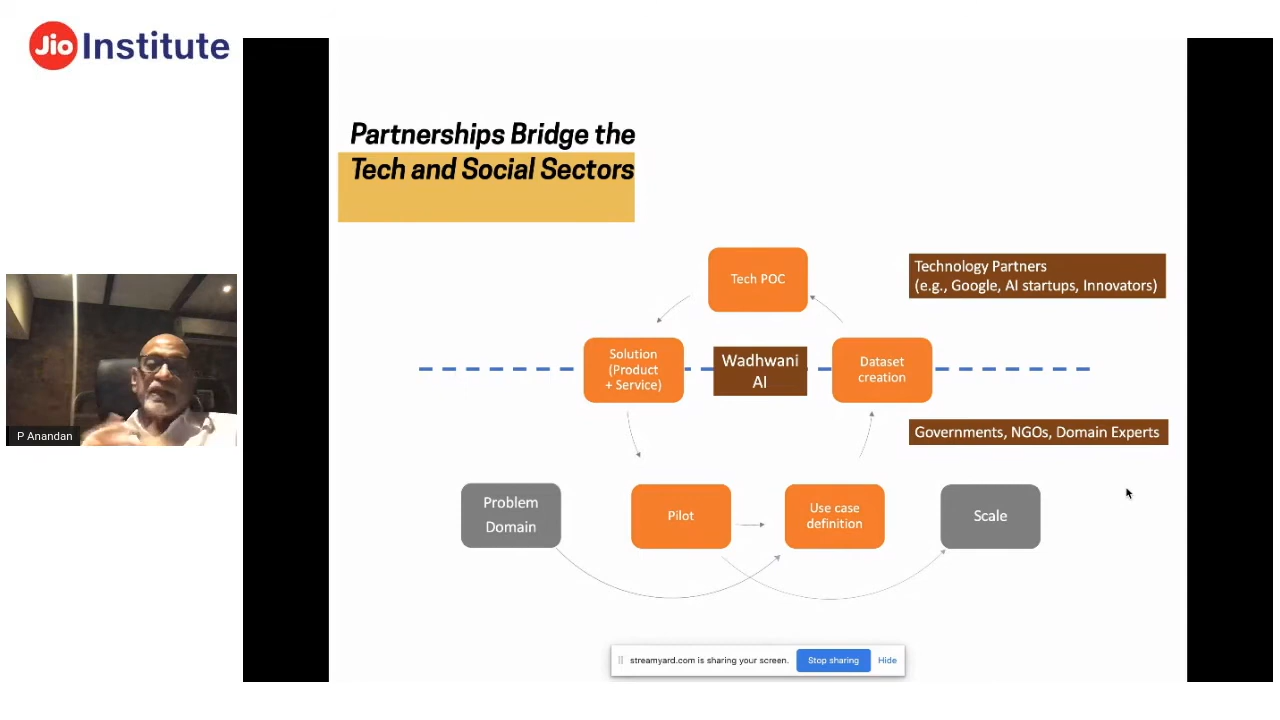 Jio Institute
Partnerships Bridge the
Tech and Social Sectors
Tech POC
Technology Partners
(e.g., Google, AI startups, Innovators)
Solution
(Product
+ Service)
Wadhwani
AI
Dataset
creation
P Anandan
Governments, NGOs, Domain Experts
Problem
Domain
Pilot
Use case
definition
Scale
streamyard.com is sharing your screen.
Stop sharing
Hide